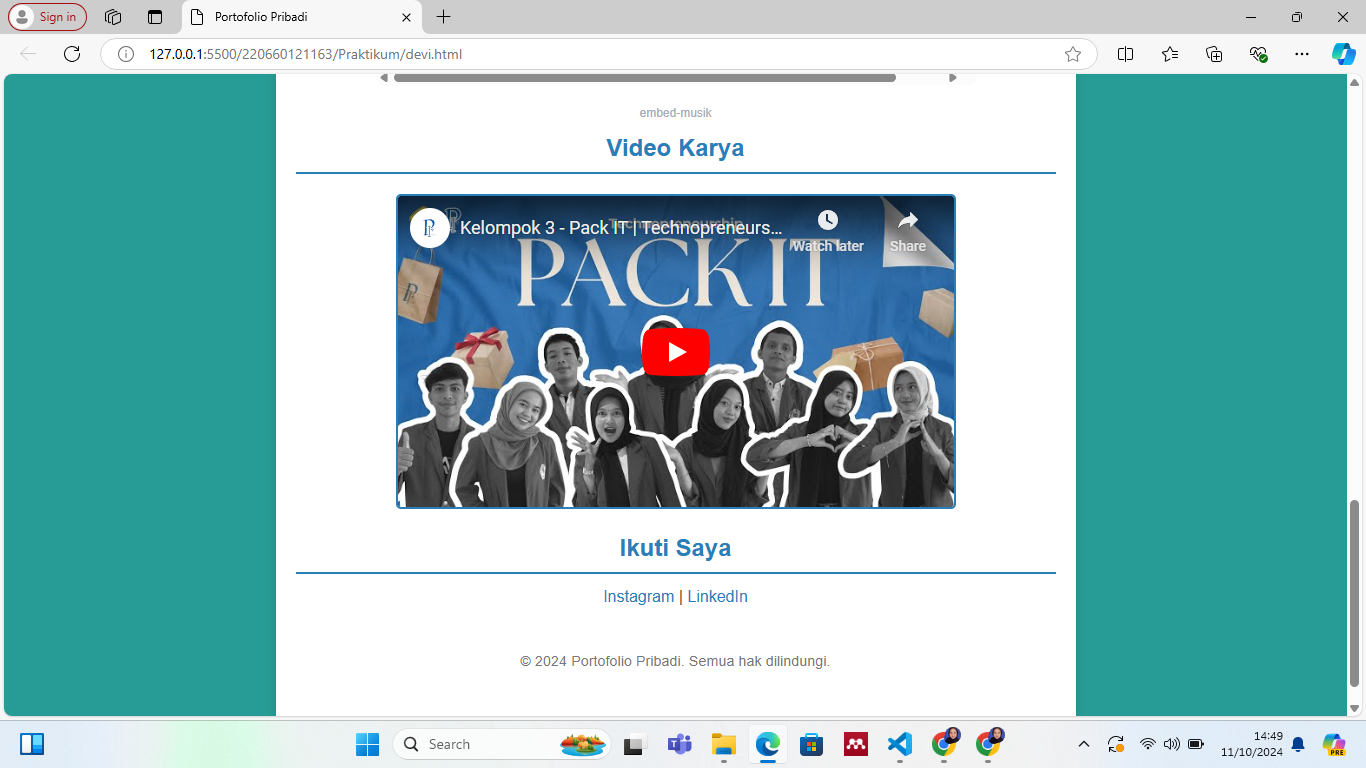 Sign in
Portofolio Pribadi
127.0.0.1:5500/220660121163/Praktikum/devi.html
embed-musik
Video Karya
Technopreneurship
Kelompok 3 - Pack IT | Technopreneurs...
Watch later
Share
PACK IT
Ikuti Saya
Instagram | LinkedIn
© 2024 Portofolio Pribadi. Semua hak dilindungi.
Search
14:49
11/10/2024
PRE